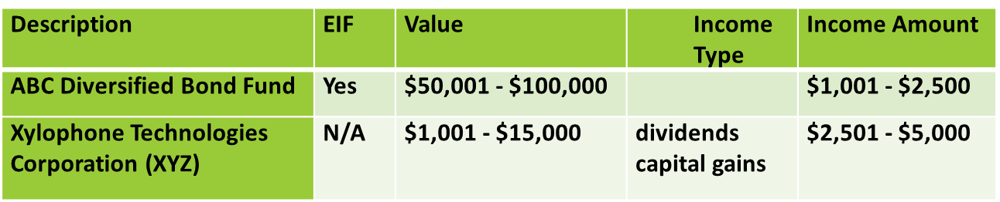 Description EIF Value Income Income Amount
Type
ABC Diversified Bond Fund Yes $50,001 - $100,000 $1,001 - $2,500
Xylophone Technologies N/A $1,001 - $15,000 dividends $2,501 - $5,000
Corporation (XYZ) capital gains